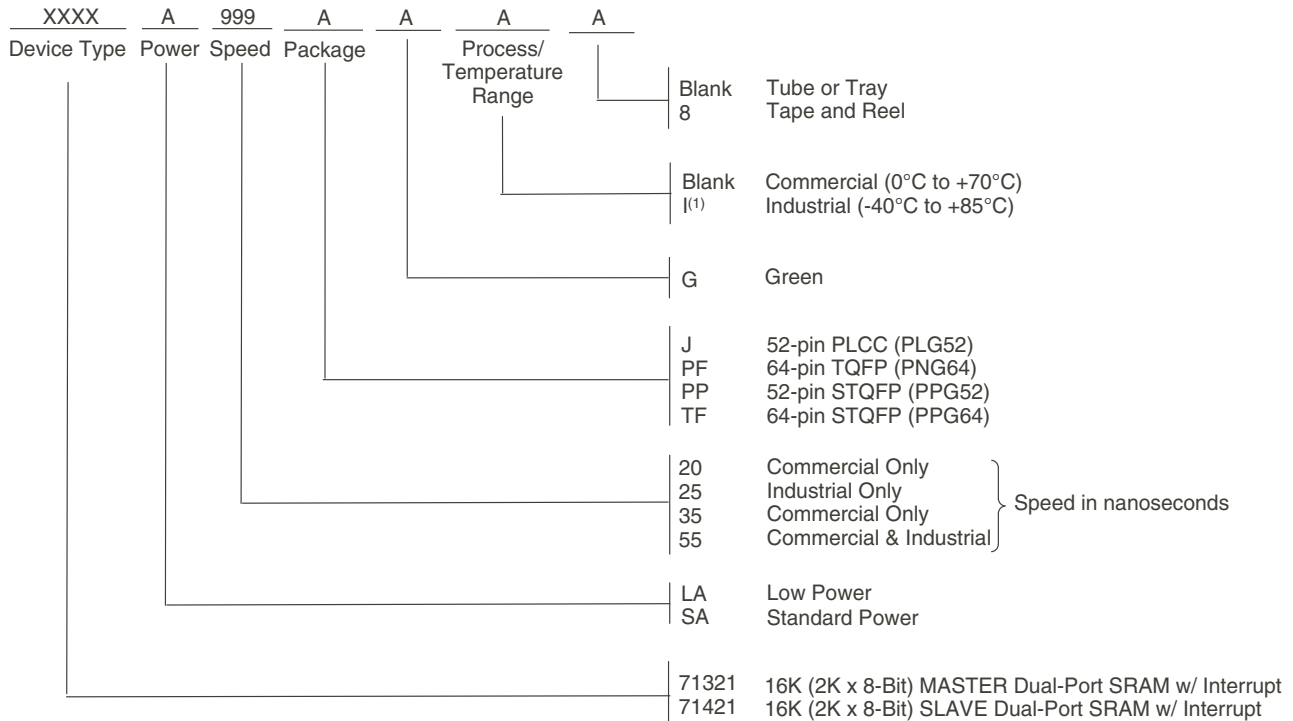 XXXX A 999 A A A A
Device Type Power Speed Package Process/
Temperature
Range
Blank Tube or Tray
8 Tape and Reel
Blank Commercial (0°C to +70°C)
I(1) Industrial (-40°C to +85°C)
G Green
J 52-pin PLCC (PLG52)
PF 64-pin TQFP (PNG64)
PP 52-pin STQFP (PPG52)
TF 64-pin STQFP (PPG64)
20 Commercial Only
25 Industrial Only
35 Commercial Only
55 Commercial & Industrial
Speed in nanoseconds
LA Low Power
SA Standard Power
71321 16K (2K x 8-Bit) MASTER Dual-Port SRAM w/ Interrupt
71421 16K (2K x 8-Bit) SLAVE Dual-Port SRAM w/ Interrupt